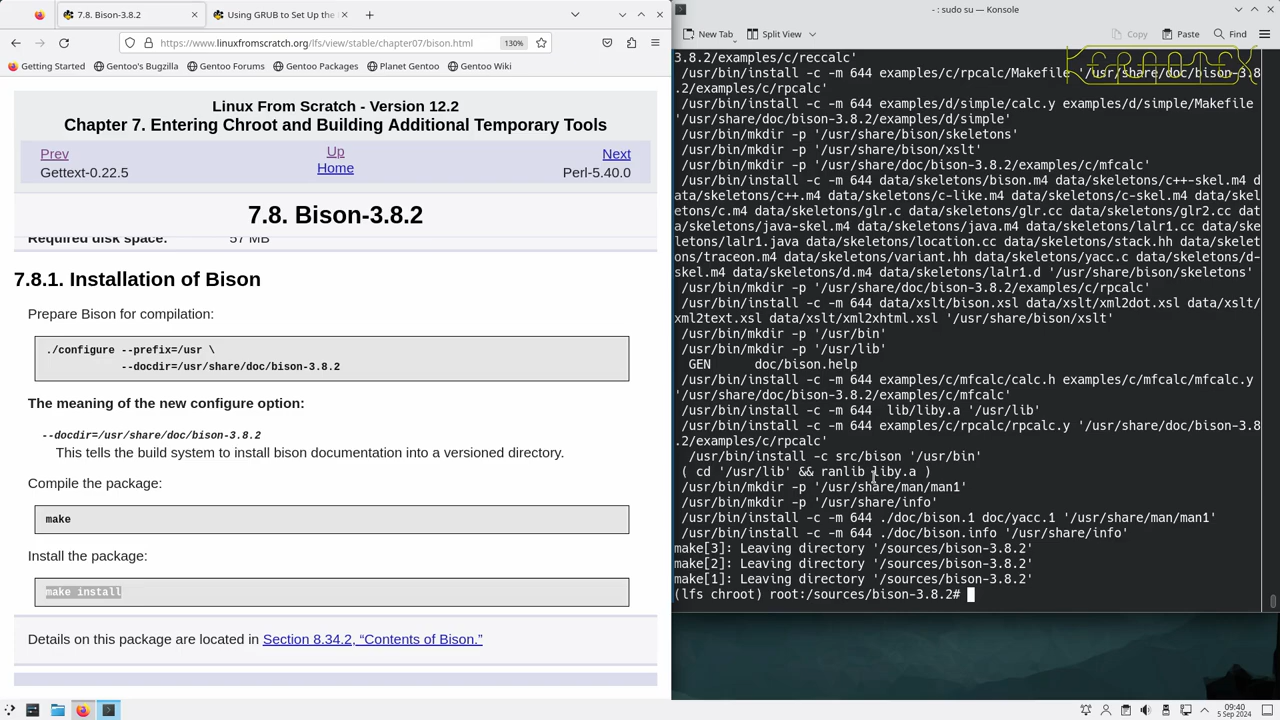 7.8. Bison-3.8.2
Using GRUB to Set Up the
https://www.linuxfromscratch.org/lfs/view/stable/chapter07/bison.html
130%
Getting Started
Gentoo's Bugzilla
Gentoo Forums
Gentoo Packages
Planet Gentoo
Gentoo Wiki
Linux From Scratch - Version 12.2
Chapter 7. Entering Chroot and Building Additional Temporary Tools
Prev
Up
Next
Gettext-0.22.5
Home
Perl-5.40.0
7.8. Bison-3.8.2
Required disk space: 57 MB
7.8.1. Installation of Bison
Prepare Bison for compilation:
./configure --prefix=/usr \
--docdir=/usr/share/doc/bison-3.8.2
The meaning of the new configure option:
--docdir=/usr/share/doc/bison-3.8.2
This tells the build system to install bison documentation into a versioned directory.
Compile the package:
make
Install the package:
make install
Details on this package are located in Section 8.34.2, “Contents of Bison.”
- : sudo su — Konsole
New Tab
Split View
Copy
Paste
Find
KERNOTEX
3.8.2/examples/c/reccalc'
/usr/bin/install -c -m 644 examples/c/rpcalc/Makefile '/usr/share/doc/bison-3.8
.2/examples/c/rpcalc'
/usr/bin/install -c -m 644 examples/d/simple/calc.y examples/d/simple/Makefile
'/usr/share/doc/bison-3.8.2/examples/d/simple'
/usr/bin/mkdir -p '/usr/share/bison/skeletons'
/usr/bin/mkdir -p '/usr/share/bison/xslt'
/usr/bin/mkdir -p '/usr/share/doc/bison-3.8.2/examples/c/mfcalc'
/usr/bin/install -c -m 644 data/skeletons/bison.m4 data/skeletons/c++-skel.m4 d
ata/skeletons/c++.m4 data/skeletons/c-like.m4 data/skeletons/c-skel.m4 data/skel
etons/c.m4 data/skeletons/glr.c data/skeletons/glr.cc data/skeletons/glr2.cc dat
a/skeletons/java-skel.m4 data/skeletons/java.m4 data/skeletons/lalr1.cc data/ske
letons/lalr1.java data/skeletons/location.cc data/skeletons/stack.hh data/skelet
ons/traceon.m4 data/skeletons/variant.hh data/skeletons/yacc.c data/skeletons/d-
skel.m4 data/skeletons/d.m4 data/skeletons/lalr1.d '/usr/share/bison/skeletons'
/usr/bin/mkdir -p '/usr/share/doc/bison-3.8.2/examples/c/rpcalc'
/usr/bin/install -c -m 644 data/xslt/bison.xsl data/xslt/xml2dot.xsl data/xslt/
xml2text.xsl data/xslt/xml2xhtml.xsl '/usr/share/bison/xslt'
/usr/bin/mkdir -p '/usr/bin'
/usr/bin/mkdir -p '/usr/lib'
GEN doc/bison.help
/usr/bin/install -c -m 644 examples/c/mfcalc/calc.h examples/c/mfcalc/mfcalc.y
'/usr/share/doc/bison-3.8.2/examples/c/mfcalc'
/usr/bin/install -c -m 644 lib/liby.a '/usr/lib'
/usr/bin/install -c -m 644 examples/c/rpcalc/rpcalc.y '/usr/share/doc/bison-3.8
.2/examples/c/rpcalc'
/usr/bin/install -c src/bison '/usr/bin'
( cd '/usr/lib' && ranlib liby.a )
/usr/bin/mkdir -p '/usr/share/man/man1'
/usr/bin/mkdir -p '/usr/share/info'
/usr/bin/install -c -m 644 ./doc/bison.1 doc/yacc.1 '/usr/share/man/man1'
/usr/bin/install -c -m 644 ./doc/bison.info '/usr/share/info'
make[3]: Leaving directory '/sources/bison-3.8.2'
make[2]: Leaving directory '/sources/bison-3.8.2'
make[1]: Leaving directory '/sources/bison-3.8.2'
(lfs chroot) root:/sources/bison-3.8.2#
09:40
5 Sep 2024